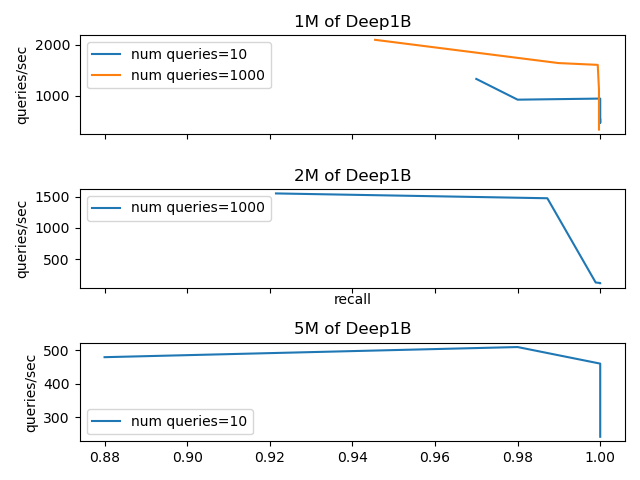 1M of Deep1B
queries/sec
2000
1000
num queries=10
num queries=1000
2M of Deep1B
queries/sec
1500
1000
500
num queries=1000
recall
5M of Deep1B
queries/sec
500
400
300
num queries=10
0.88 0.90 0.92 0.94 0.96 0.98 1.00